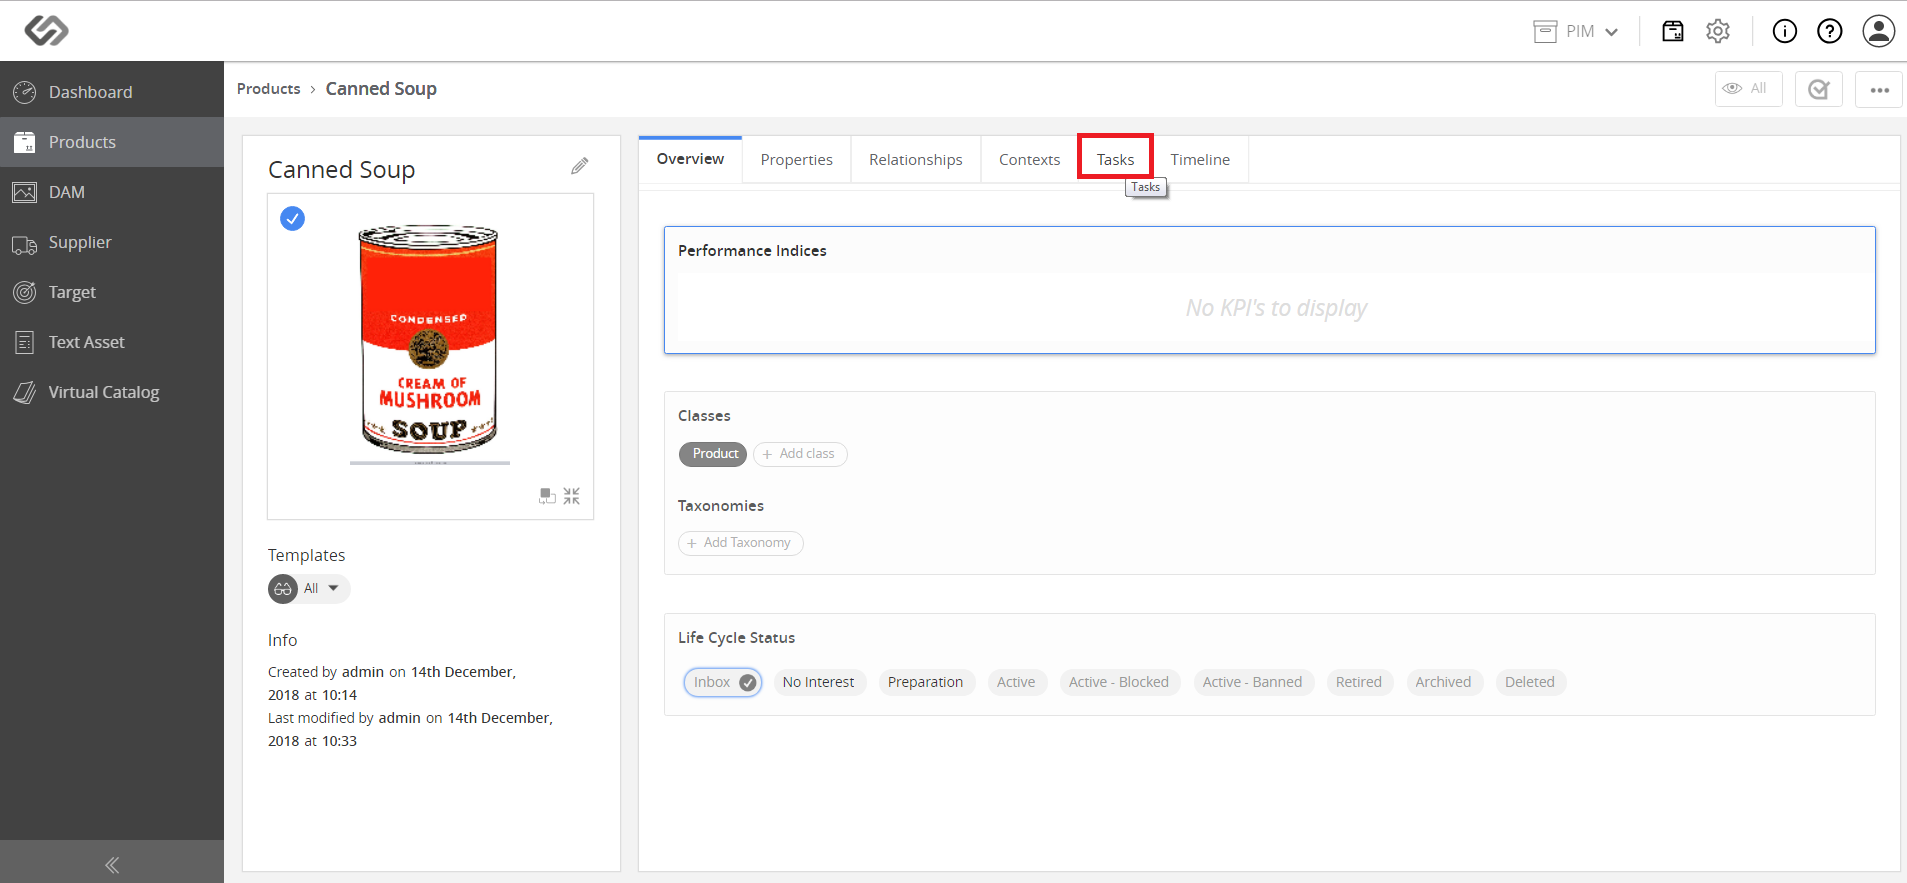 PIM
Dashboard
Products
DAM
Supplier
Target
Text Asset
Virtual Catalog
Products › Canned Soup
All
Canned Soup
CONDENSED
CREAM OF
MUSHROOM
SOUP
Templates
All
Info
Created by admin on 14th December,
2018 at 10:14
Last modified by admin on 14th December,
2018 at 10:33
Overview Properties Relationships Contexts Tasks Timeline
Tasks
Performance Indices
No KPI's to display
Classes
Product + Add class
Taxonomies
+ Add Taxonomy
Life Cycle Status
Inbox No Interest Preparation Active Active - Blocked Active - Banned Retired Archived Deleted